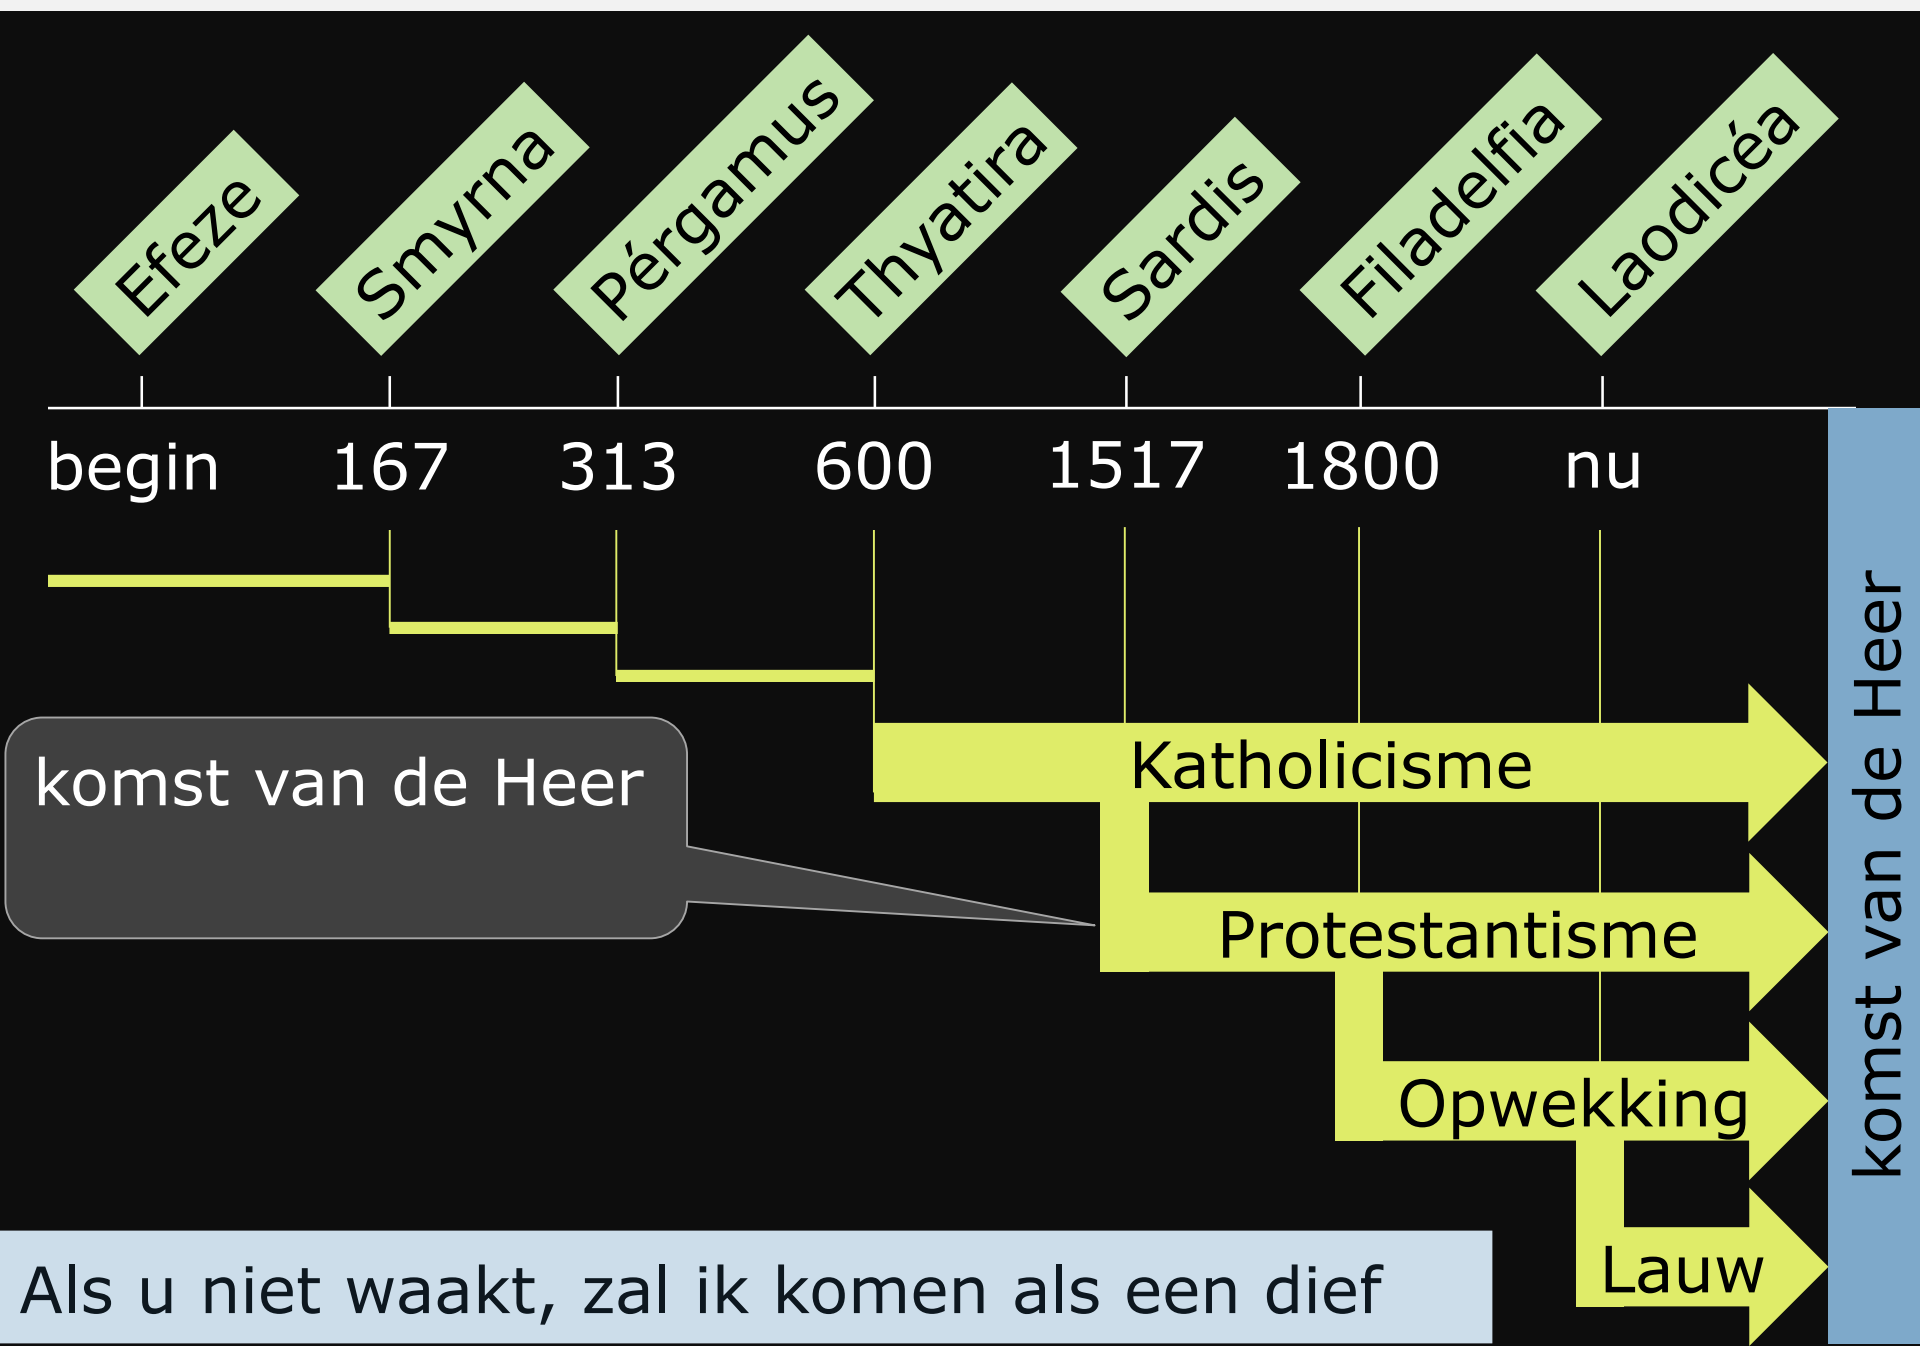 Efeze
Smyrna
Pérgamus
Thyatira
Sardis
Filadelfia
Laodicéa
begin
167
313
600
1517
1800
nu
komst van de Heer
Katholicisme
komst van de Heer
Protestantisme
Opwekking
Lauw
Als u niet waakt, zal ik komen als een dief